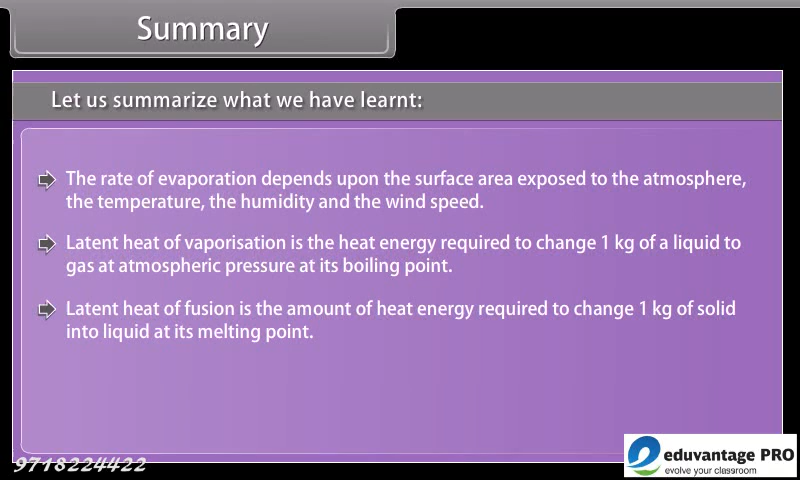 Summary
Let us summarize what we have learnt:
The rate of evaporation depends upon the surface area exposed to the atmosphere,
the temperature, the humidity and the wind speed.
Latent heat of vaporisation is the heat energy required to change 1 kg of a liquid to
gas at atmospheric pressure at its boiling point.
Latent heat of fusion is the amount of heat energy required to change 1 kg of solid
into liquid at its melting point.
9718224422
eduvantage PRO
evolve your classroom